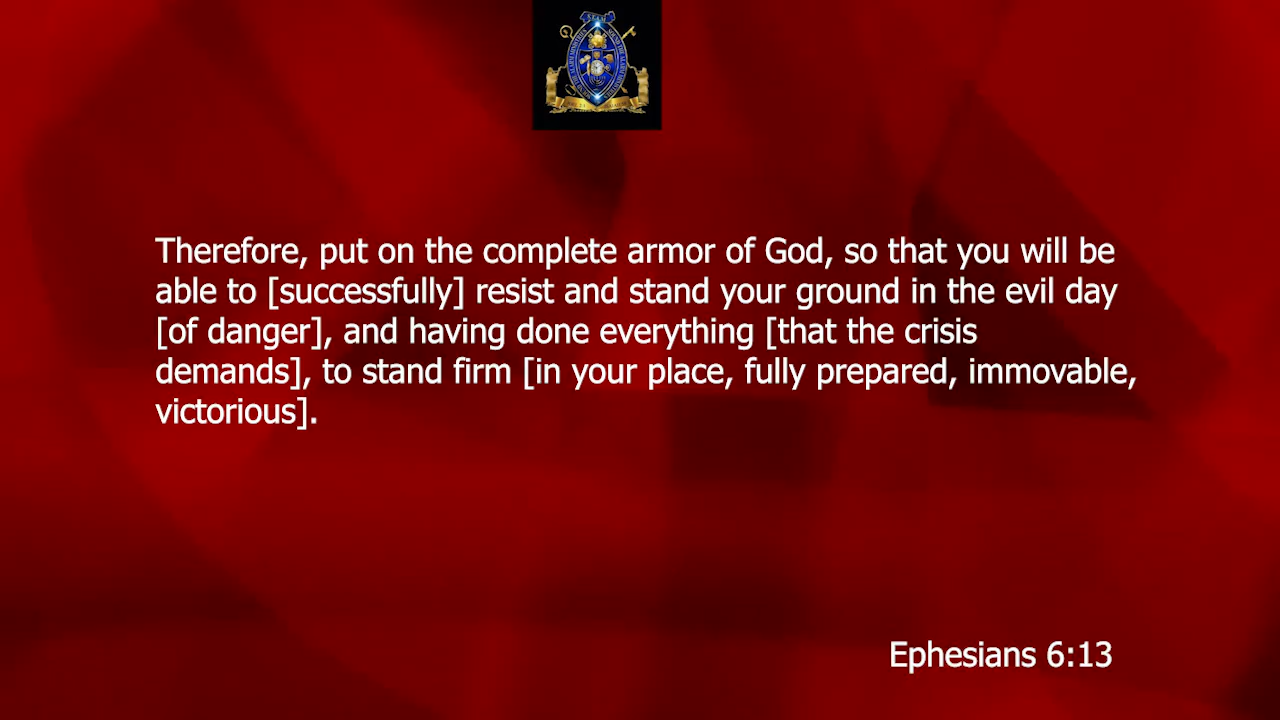 Therefore, put on the complete armor of God, so that you will be
able to [successfully] resist and stand your ground in the evil day
[of danger], and having done everything [that the crisis
demands], to stand firm [in your place, fully prepared, immovable,
victorious].
Ephesians 6:13